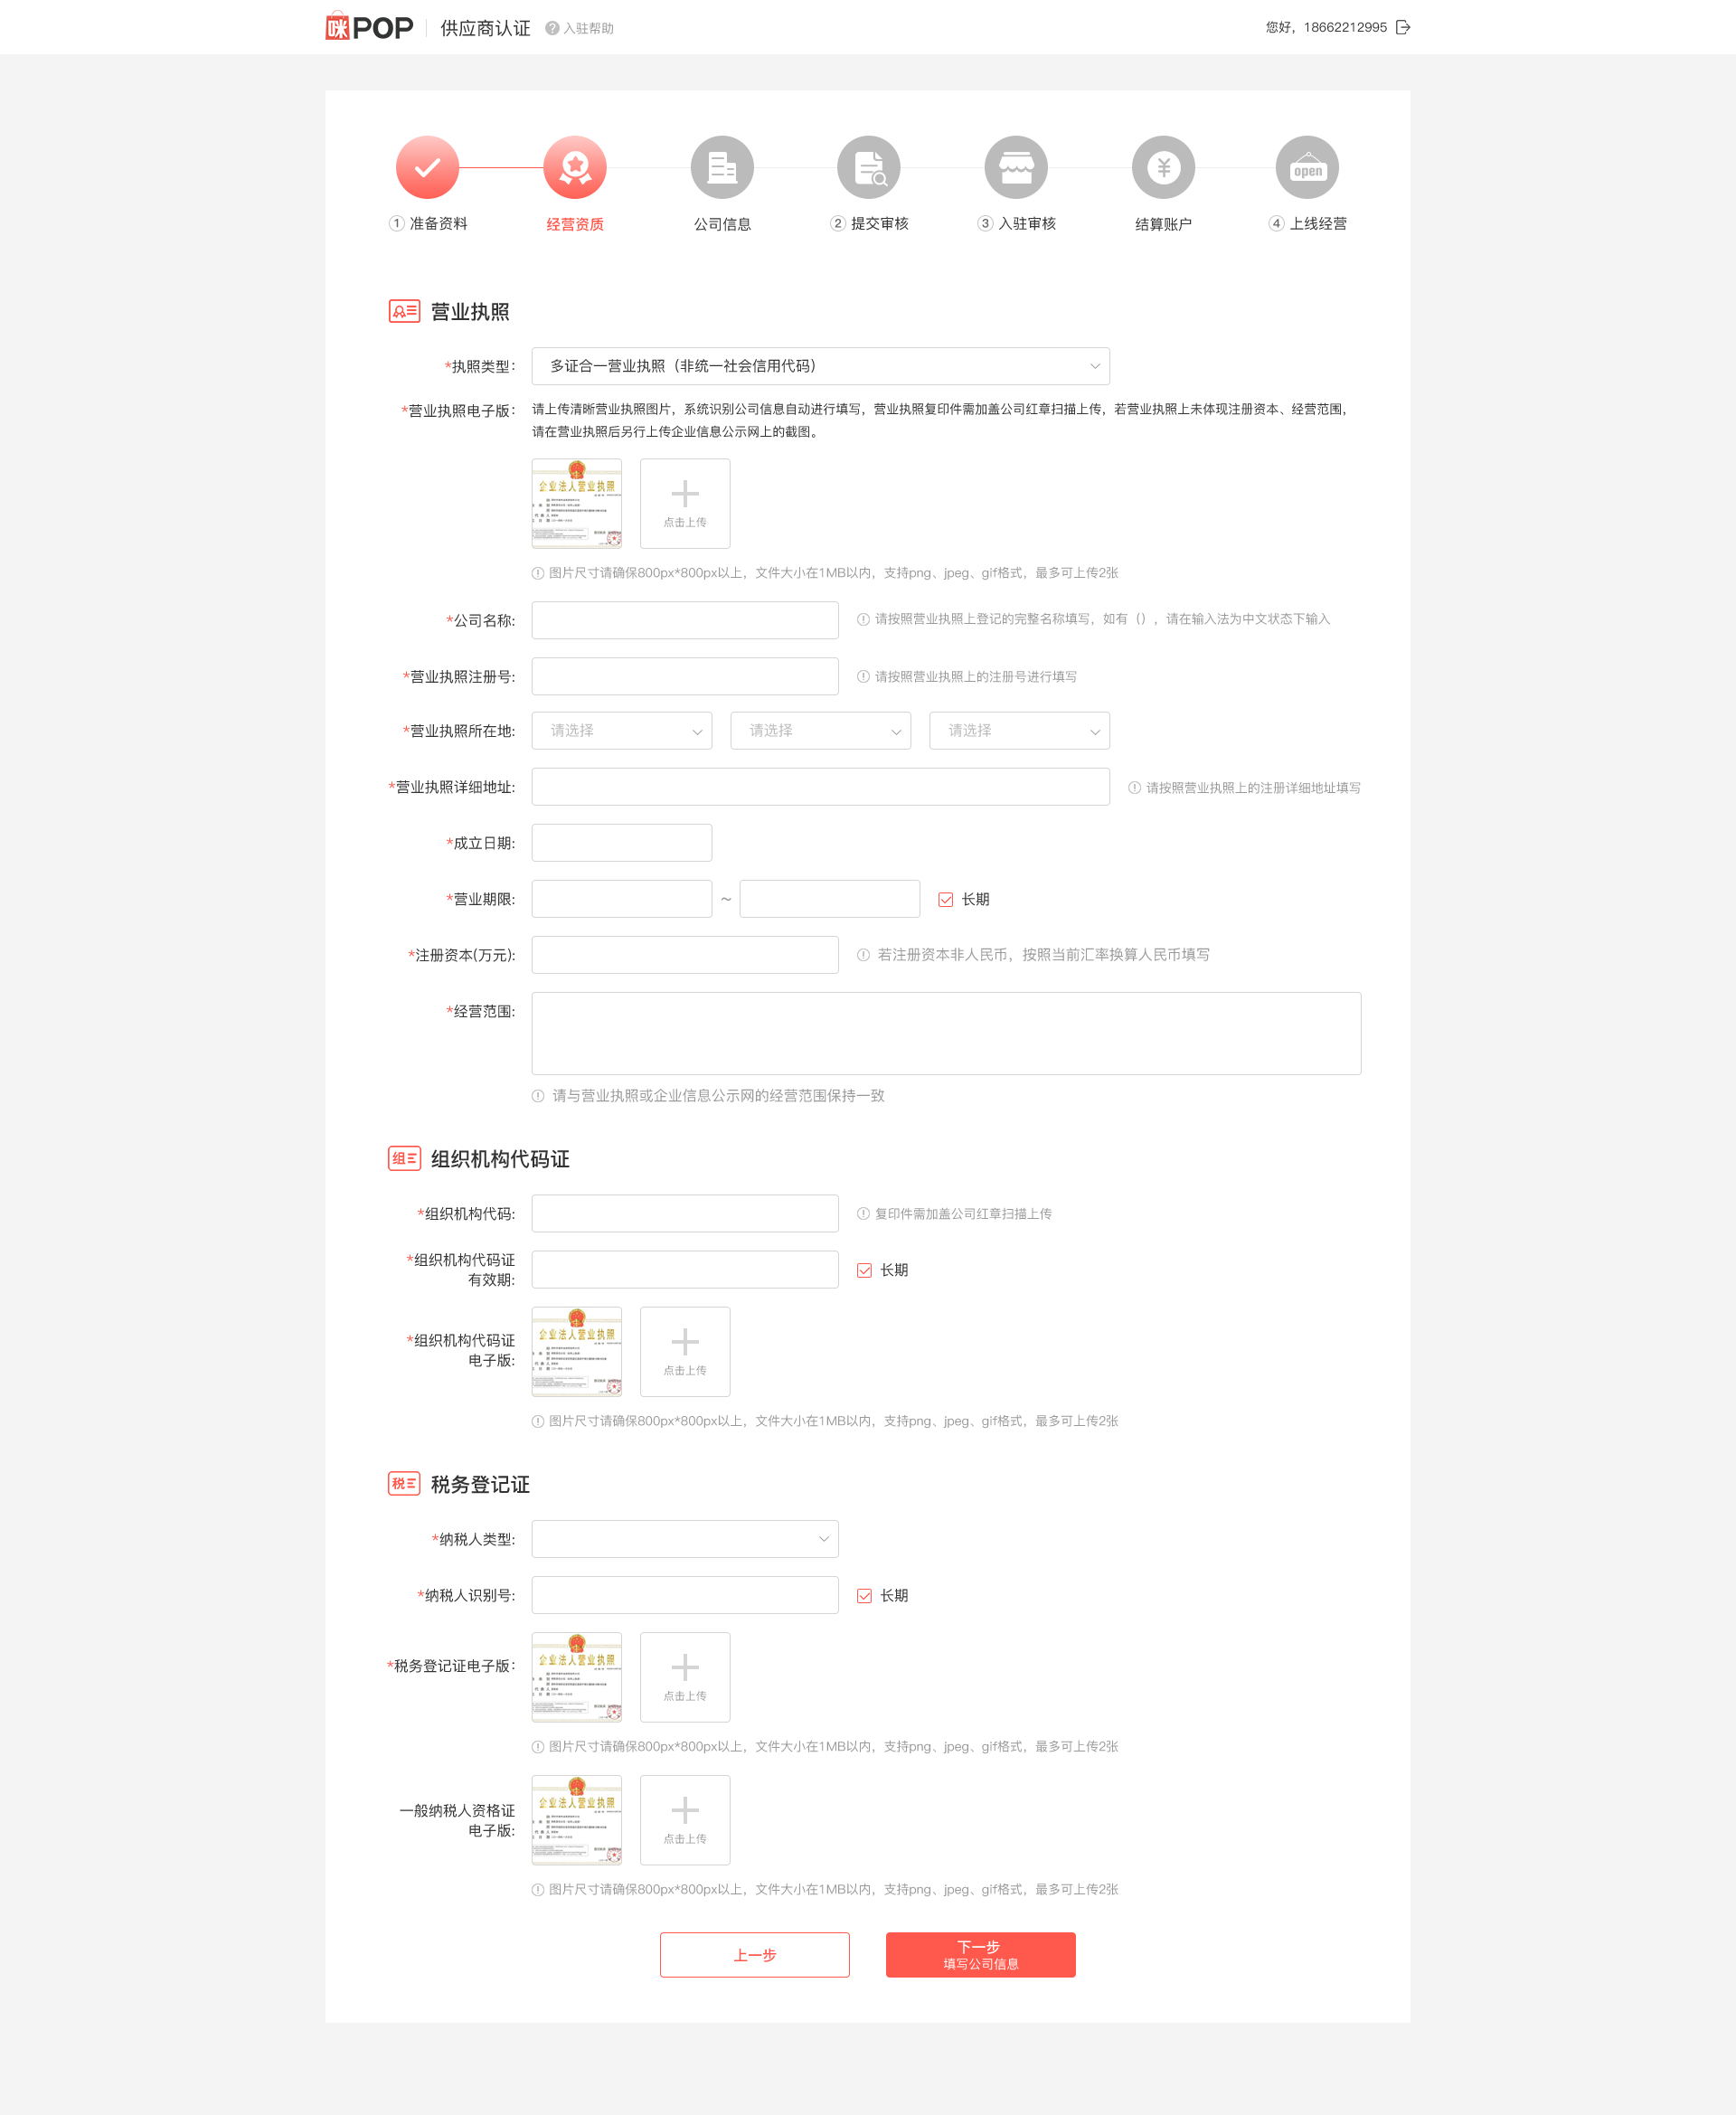 咪POP
供应商认证
入驻帮助
您好，18662212995
1 准备资料
经营资质
公司信息
2 提交审核
3 入驻审核
结算账户
open
4 上线经营
营业执照
*执照类型：
多证合一营业执照（非统一社会信用代码）
*营业执照电子版：
请上传清晰营业执照图片，系统识别公司信息自动进行填写，营业执照复印件需加盖公司红章扫描上传，若营业执照上未体现注册资本、经营范围，
请在营业执照后另行上传企业信息公示网上的截图。
企业法人营业执照
点击上传
图片尺寸请确保800px*800px以上，文件大小在1MB以内，支持png、jpeg、gif格式，最多可上传2张
*公司名称:
请按照营业执照上登记的完整名称填写，如有（），请在输入法为中文状态下输入
*营业执照注册号:
请按照营业执照上的注册号进行填写
*营业执照所在地:
请选择
请选择
请选择
*营业执照详细地址:
请按照营业执照上的注册详细地址填写
*成立日期:
*营业期限:
~
长期
*注册资本(万元):
若注册资本非人民币，按照当前汇率换算人民币填写
*经营范围:
请与营业执照或企业信息公示网的经营范围保持一致
组
组织机构代码证
*组织机构代码:
复印件需加盖公司红章扫描上传
*组织机构代码证
有效期:
长期
*组织机构代码证
电子版:
企业法人营业执照
点击上传
图片尺寸请确保800px*800px以上，文件大小在1MB以内，支持png、jpeg、gif格式，最多可上传2张
税
税务登记证
*纳税人类型:
*纳税人识别号:
长期
*税务登记证电子版：
企业法人营业执照
点击上传
图片尺寸请确保800px*800px以上，文件大小在1MB以内，支持png、jpeg、gif格式，最多可上传2张
一般纳税人资格证
电子版:
企业法人营业执照
点击上传
图片尺寸请确保800px*800px以上，文件大小在1MB以内，支持png、jpeg、gif格式，最多可上传2张
上一步
下一步
填写公司信息